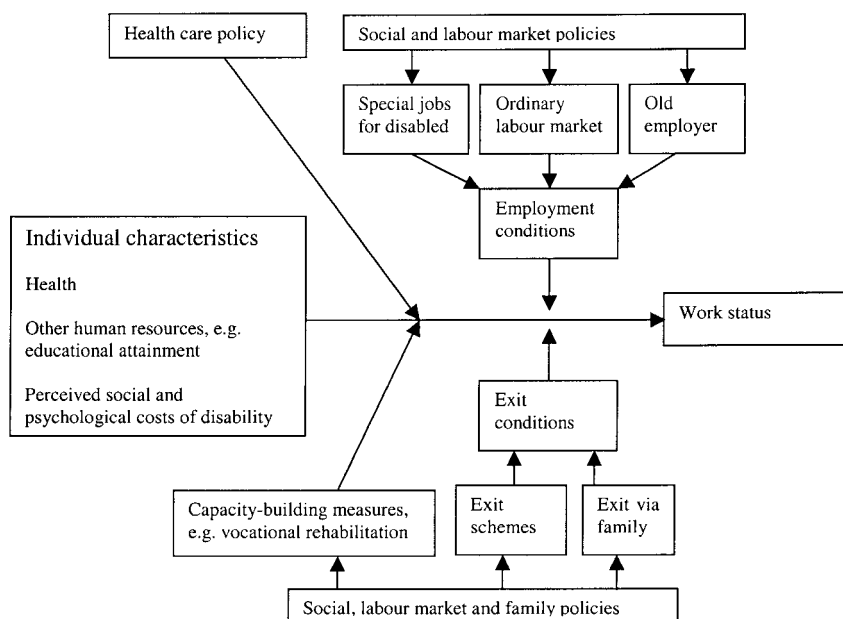 Health care policy
Social and labour market policies
Special jobs
for disabled
Ordinary
labour market
Old
employer
Employment
conditions
Individual characteristics
Health
Other human resources, e.g.
educational attainment
Perceived social and
psychological costs of disability
Work status
Exit
conditions
Capacity-building measures,
e.g. vocational rehabilitation
Exit
schemes
Exit via
family
Social, labour market and family policies